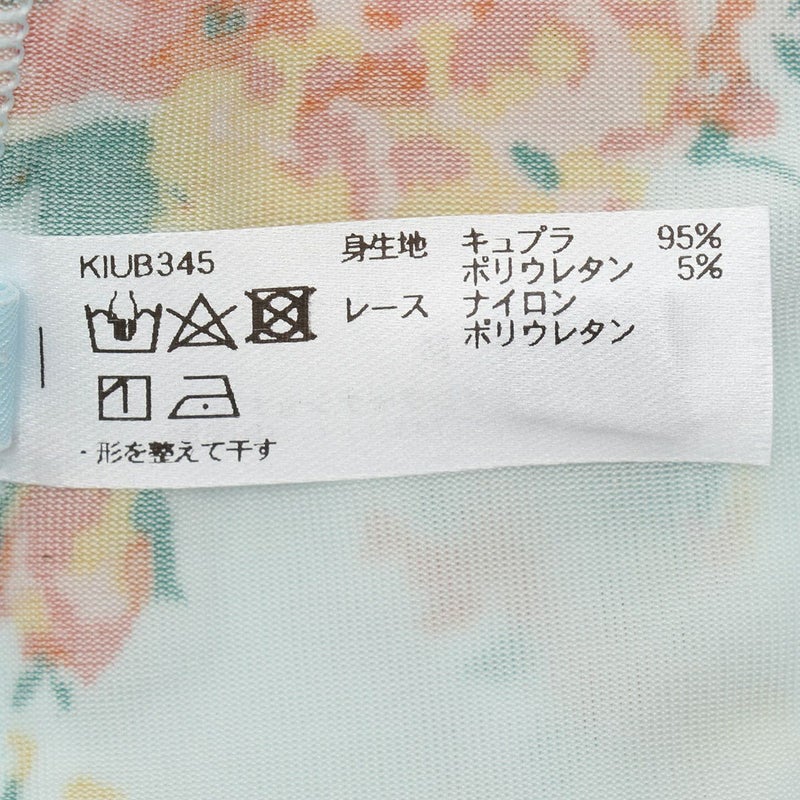 KIUB345
身生地 キュプラ 95%
ポリウレタン 5%
レース ナイロン
ポリウレタン
・形を整えて干す